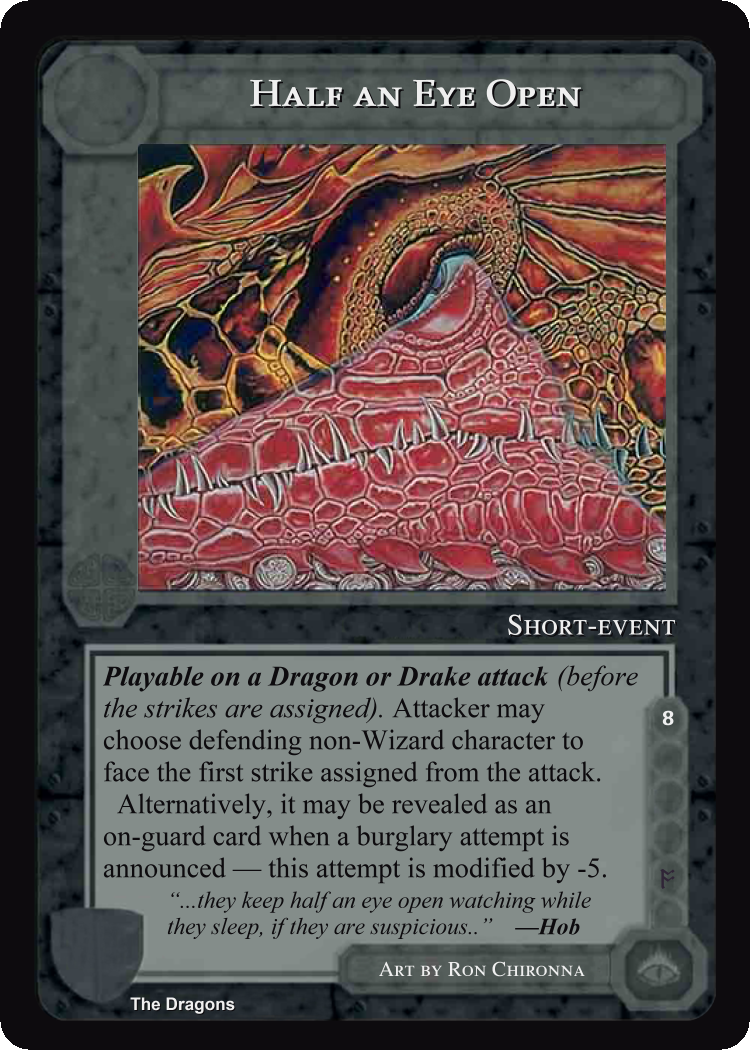 Half an Eye Open
Short-event
Playable on a Dragon or Drake attack (before
the strikes are assigned). Attacker may
choose defending non-Wizard character to
face the first strike assigned from the attack.
Alternatively, it may be revealed as an
on-guard card when a burglary attempt is
announced — this attempt is modified by -5.
“...they keep half an eye open watching while
they sleep, if they are suspicious..” —Hob
8
ᚩ
Art by Ron Chironna
The Dragons